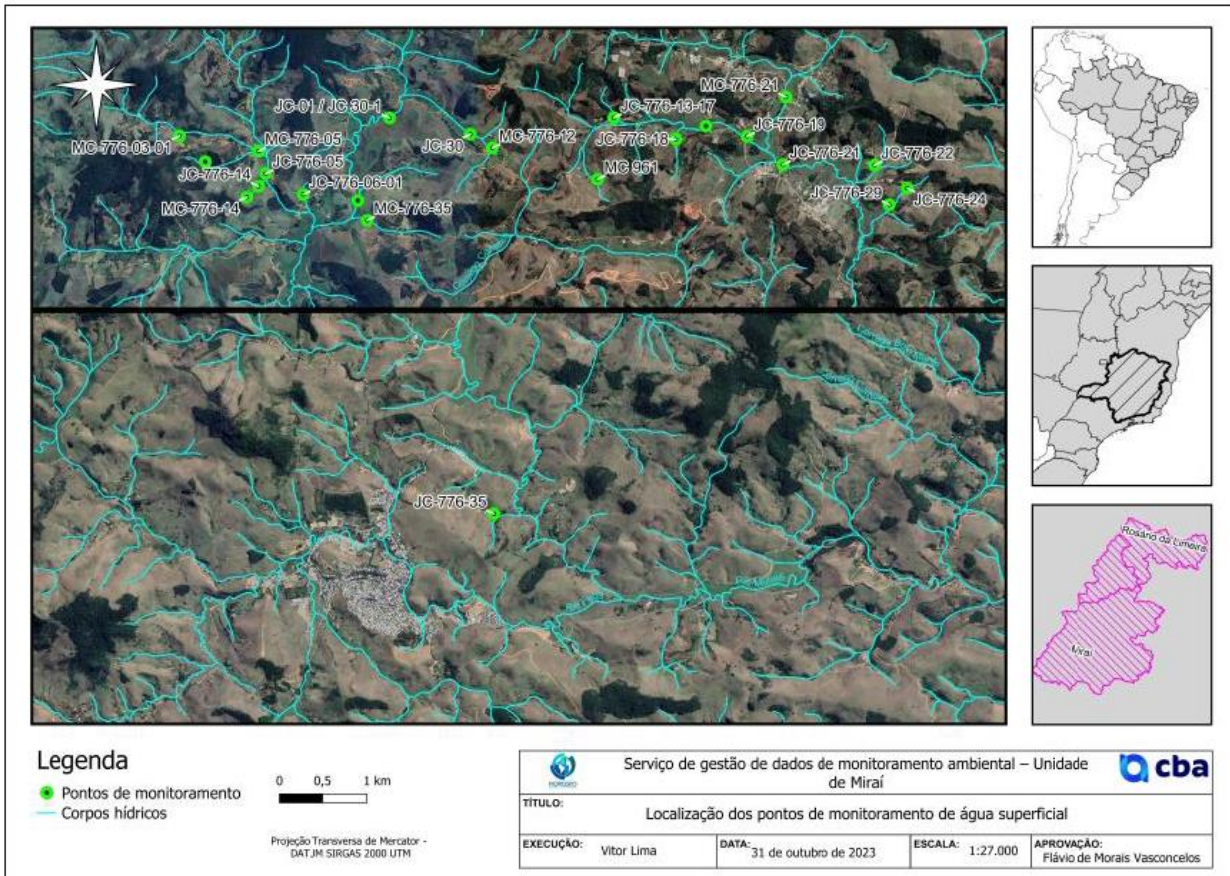 MC-776-21
JC-01 / JC 30-1
JC-776-13-17
MC-776-03-01
MC-776-05
JC-30
MC-776-12
JC-776-18
JC-776-19
JC-776-05
JC-776-14
MC 961
JC-776-21
JC-776-22
JC-776-06-01
MC-776-14
MC-776-35
JC-776-29
JC-776-24
JC-776-35
Rosário da Limeira
Miraí
Legenda
Pontos de monitoramento
Corpos hídricos
0 0,5 1 km
Projeção Transversa de Mercator -
DATJM SIRGAS 2000 UTM
Serviço de gestão de dados de monitoramento ambiental – Unidade
de Miraí
cba
TÍTULO:
Localização dos pontos de monitoramento de água superficial
EXECUÇÃO: Vitor Lima
DATA: 31 de outubro de 2023
ESCALA: 1:27.000
APROVAÇÃO:
Flávio de Morais Vasconcelos